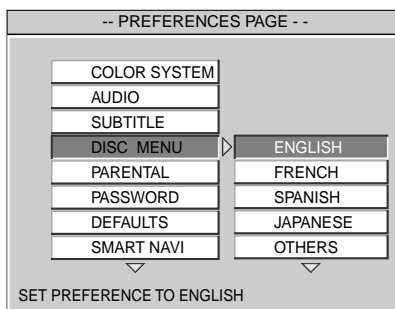 -- PREFERENCES PAGE - -
COLOR SYSTEM
AUDIO
SUBTITLE
DISC MENU
PARENTAL
PASSWORD
DEFAULTS
SMART NAVI
ENGLISH
FRENCH
SPANISH
JAPANESE
OTHERS
SET PREFERENCE TO ENGLISH